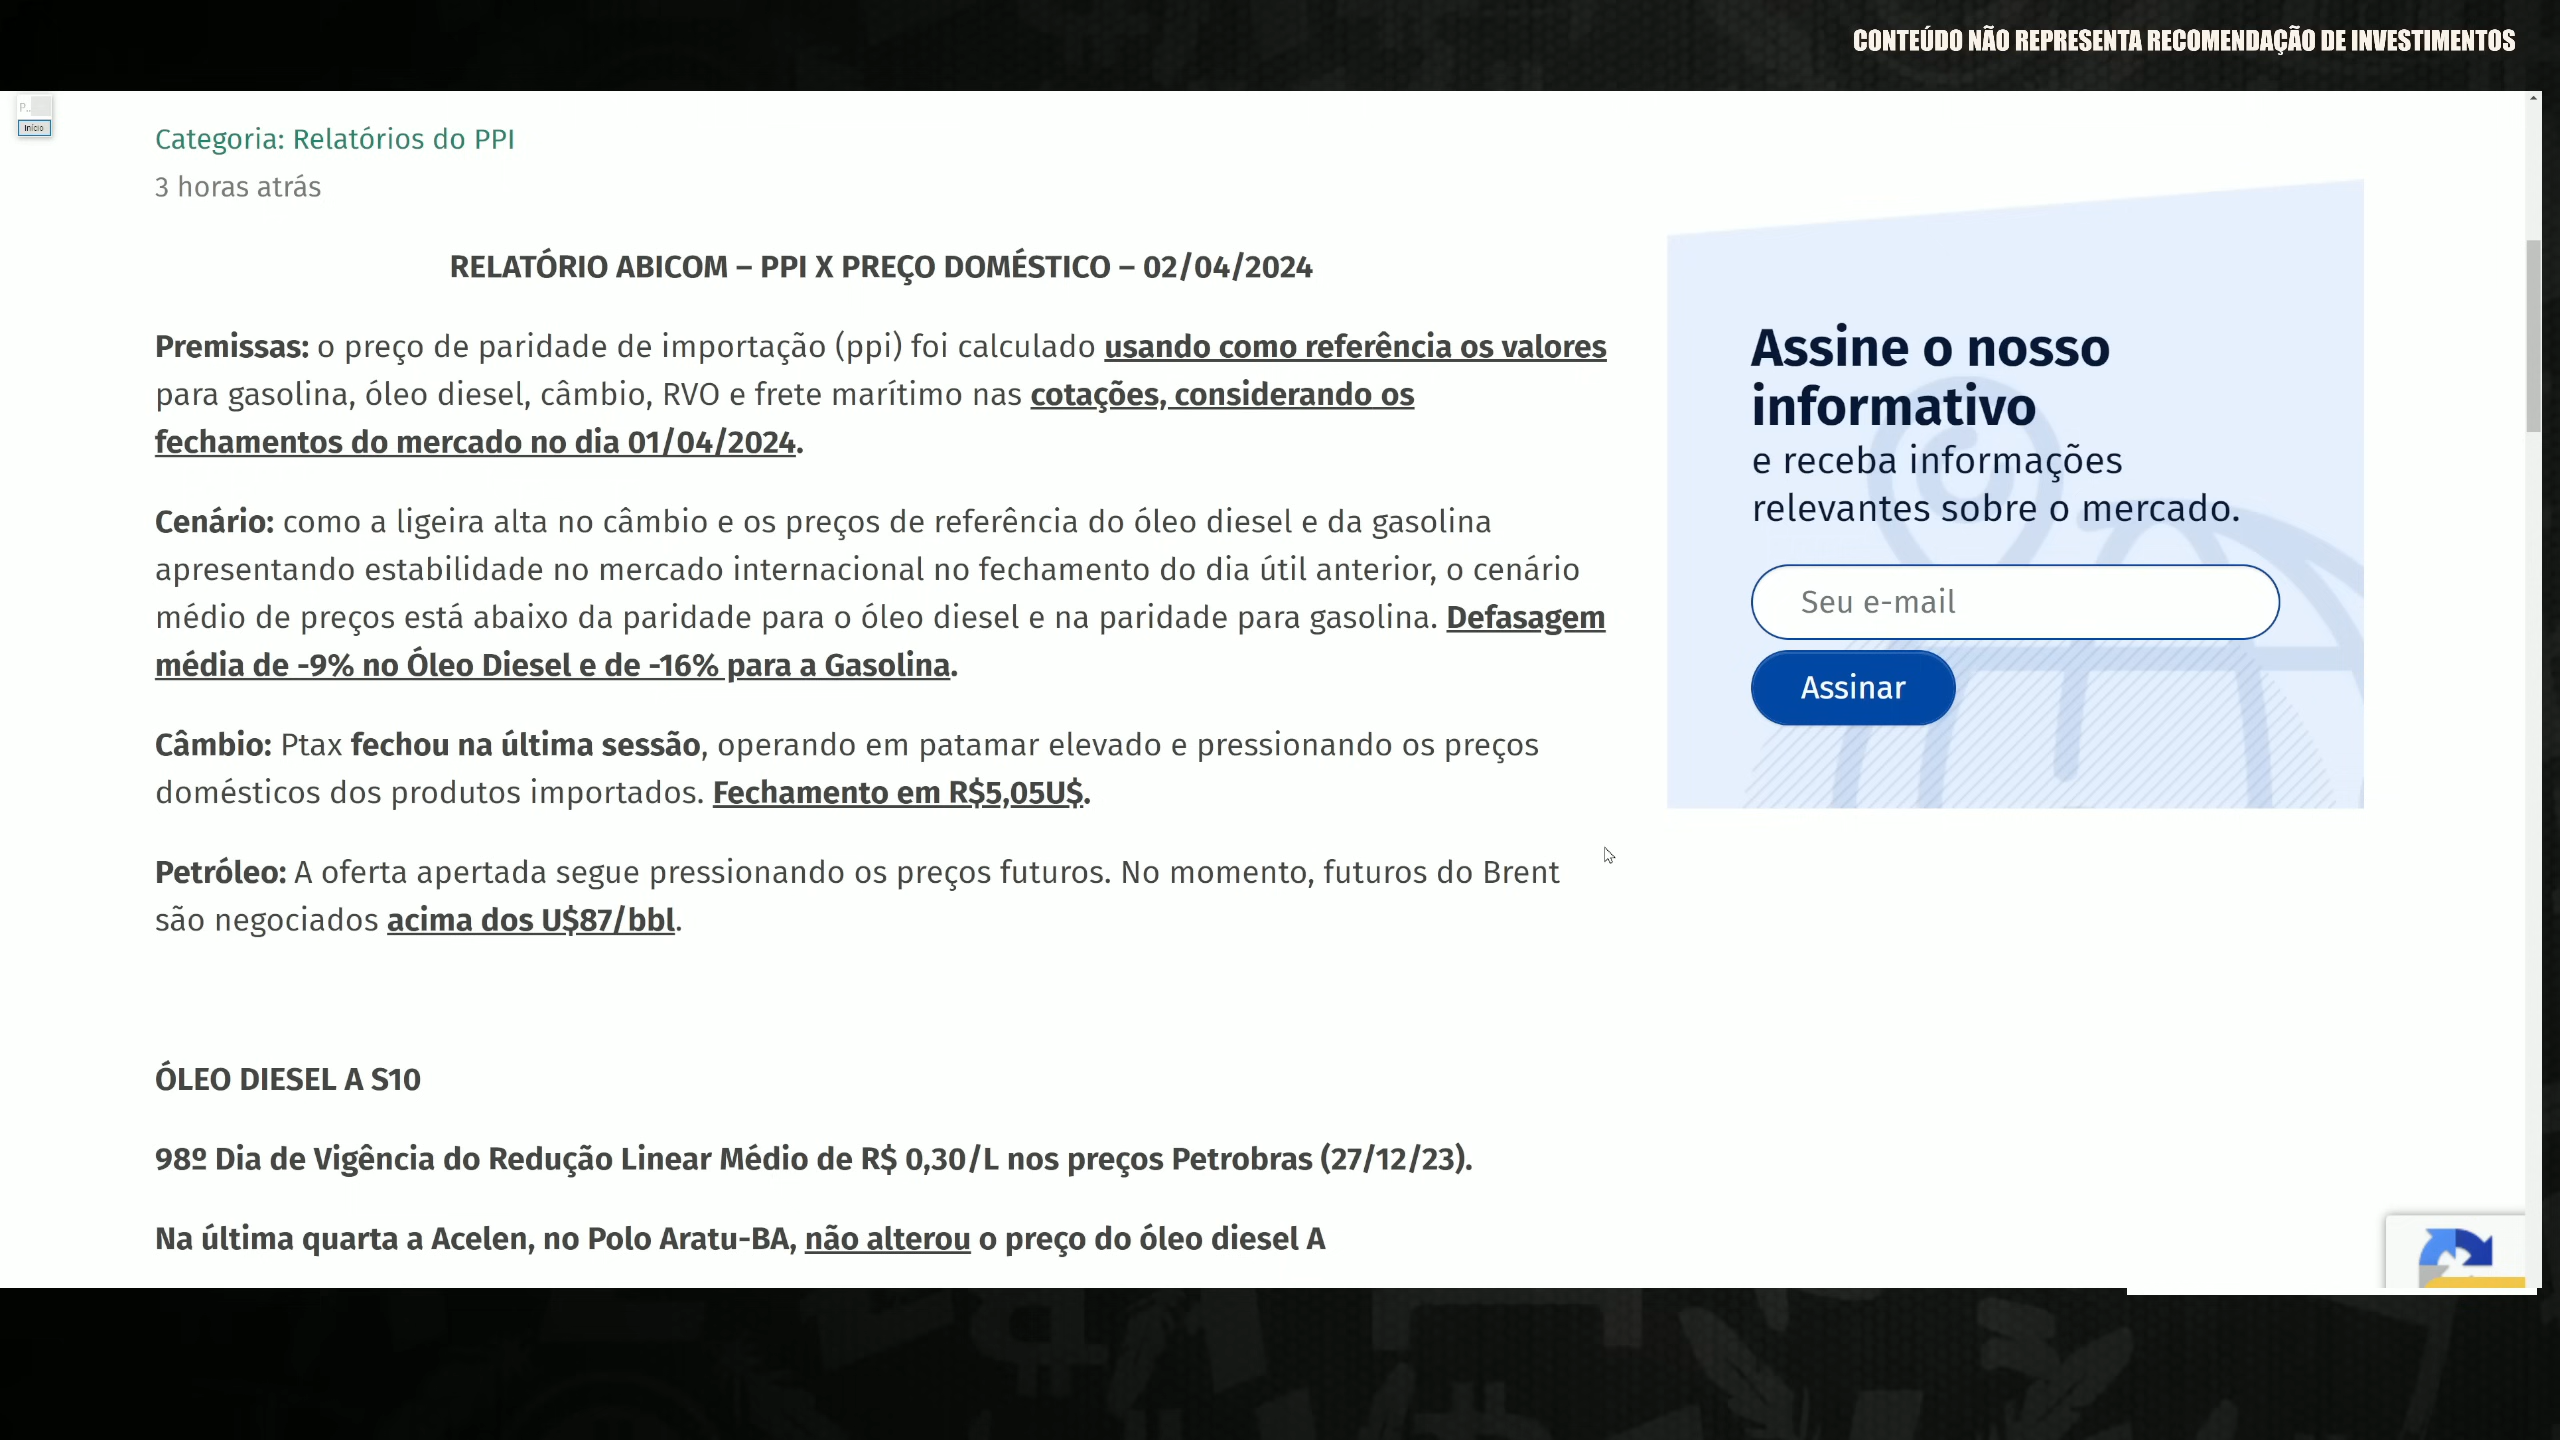 CONTEÚDO NÃO REPRESENTA RECOMENDAÇÃO DE INVESTIMENTOS
P..
Início
Categoria: Relatórios do PPI
3 horas atrás
RELATÓRIO ABICOM – PPI X PREÇO DOMÉSTICO – 02/04/2024
Premissas: o preço de paridade de importação (ppi) foi calculado usando como referência os valores
para gasolina, óleo diesel, câmbio, RVO e frete marítimo nas cotações, considerando os
fechamentos do mercado no dia 01/04/2024.
Cenário: como a ligeira alta no câmbio e os preços de referência do óleo diesel e da gasolina
apresentando estabilidade no mercado internacional no fechamento do dia útil anterior, o cenário
médio de preços está abaixo da paridade para o óleo diesel e na paridade para gasolina. Defasagem
média de -9% no Óleo Diesel e de -16% para a Gasolina.
Câmbio: Ptax fechou na última sessão, operando em patamar elevado e pressionando os preços
domésticos dos produtos importados. Fechamento em R$5,05U$.
Petróleo: A oferta apertada segue pressionando os preços futuros. No momento, futuros do Brent
são negociados acima dos U$87/bbl.
ÓLEO DIESEL A S10
98º Dia de Vigência do Redução Linear Médio de R$ 0,30/L nos preços Petrobras (27/12/23).
Na última quarta a Acelen, no Polo Aratu-BA, não alterou o preço do óleo diesel A
Assine o nosso
informativo
e receba informações
relevantes sobre o mercado.
Seu e-mail
Assinar